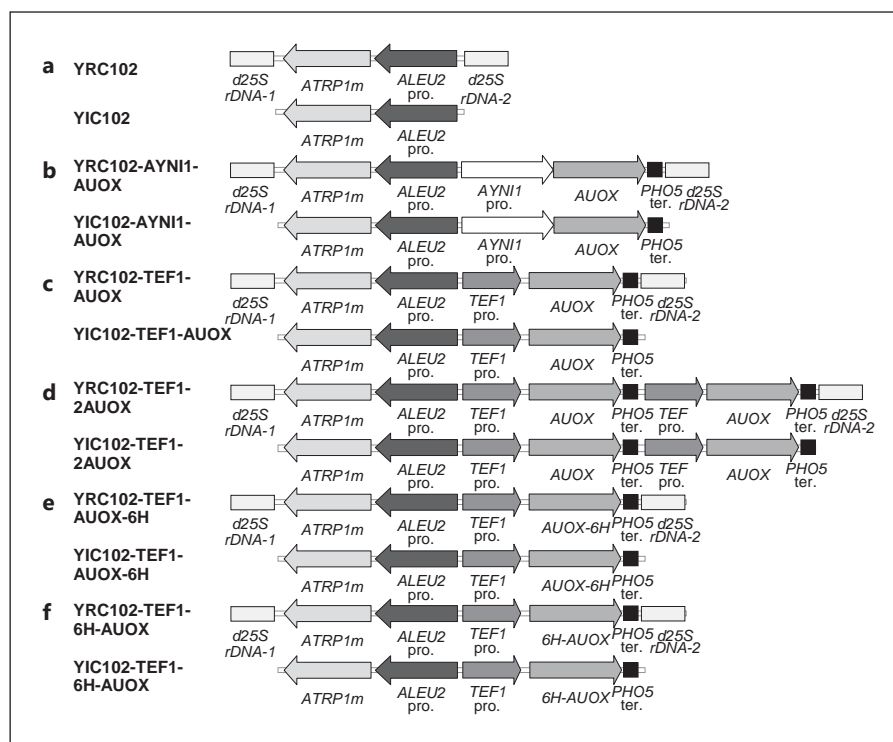 a YRC102
d25S rDNA-1 ATRP1m ALEU2 pro. d25S rDNA-2
YIC102
ATRP1m ALEU2 pro.
b YRC102-AYNI1-AUOX
d25S rDNA-1 ATRP1m ALEU2 pro. AYNI1 pro. AUOX PHO5 ter. d25S rDNA-2
YIC102-AYNI1-AUOX
ATRP1m ALEU2 pro. AYNI1 pro. AUOX PHO5 ter.
c YRC102-TEF1-AUOX
d25S rDNA-1 ATRP1m ALEU2 pro. TEF1 pro. AUOX PHO5 ter. d25S rDNA-2
YIC102-TEF1-AUOX
ATRP1m ALEU2 pro. TEF1 pro. AUOX PHO5 ter.
d YRC102-TEF1-2AUOX
d25S rDNA-1 ATRP1m ALEU2 pro. TEF1 pro. AUOX PHO5 ter. TEF pro. AUOX PHO5 ter. d25S rDNA-2
YIC102-TEF1-2AUOX
ATRP1m ALEU2 pro. TEF1 pro. AUOX PHO5 ter. TEF pro. AUOX PHO5 ter.
e YRC102-TEF1-AUOX-6H
d25S rDNA-1 ATRP1m ALEU2 pro. TEF1 pro. AUOX-6H PHO5 ter. d25S rDNA-2
YIC102-TEF1-AUOX-6H
ATRP1m ALEU2 pro. TEF1 pro. AUOX-6H PHO5 ter.
f YRC102-TEF1-6H-AUOX
d25S rDNA-1 ATRP1m ALEU2 pro. TEF1 pro. 6H-AUOX PHO5 ter. d25S rDNA-2
YIC102-TEF1-6H-AUOX
ATRP1m ALEU2 pro. TEF1 pro. 6H-AUOX PHO5 ter.